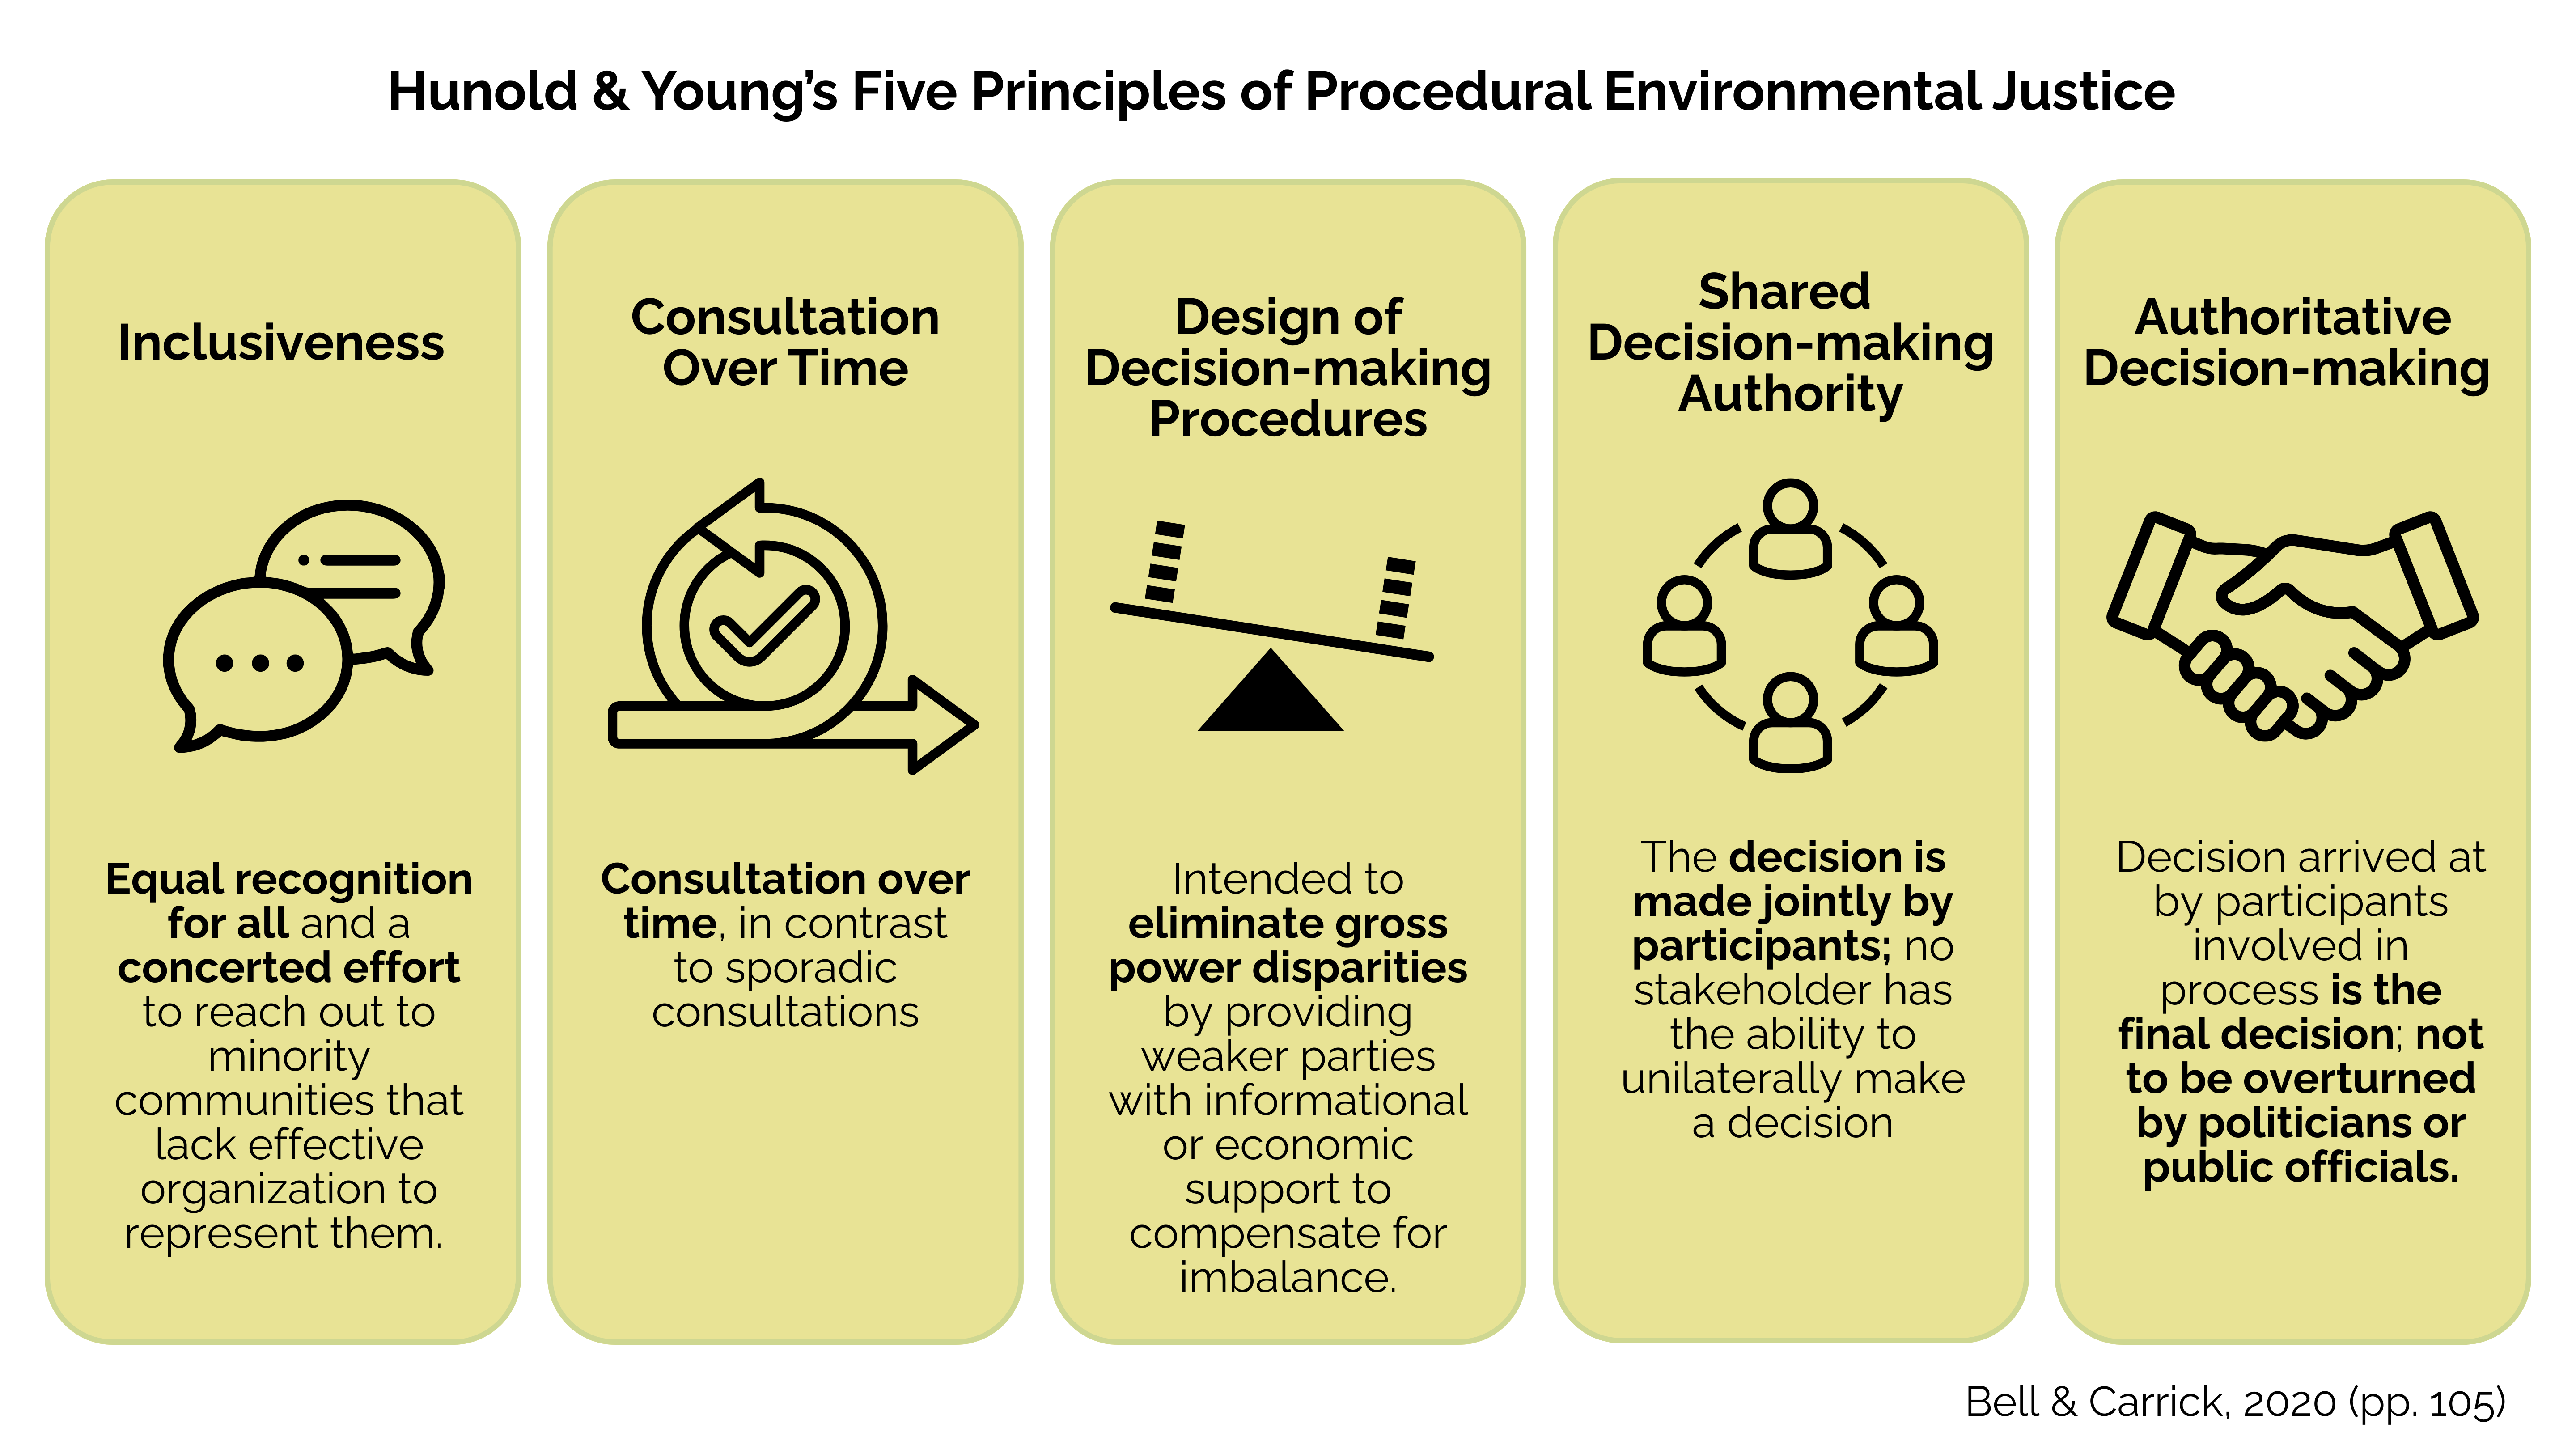 Hunold & Young’s Five Principles of Procedural Environmental Justice
Inclusiveness
Equal recognition
for all and a
concerted effort
to reach out to
minority
communities that
lack effective
organization to
represent them.
Consultation
Over Time
Consultation over
time, in contrast
to sporadic
consultations
Design of
Decision-making
Procedures
Intended to
eliminate gross
power disparities
by providing
weaker parties
with informational
or economic
support to
compensate for
imbalance.
Shared
Decision-making
Authority
The decision is
made jointly by
participants; no
stakeholder has
the ability to
unilaterally make
a decision
Authoritative
Decision-making
Decision arrived at
by participants
involved in
process is the
final decision; not
to be overturned
by politicians or
public officials.
Bell & Carrick, 2020 (pp. 105)